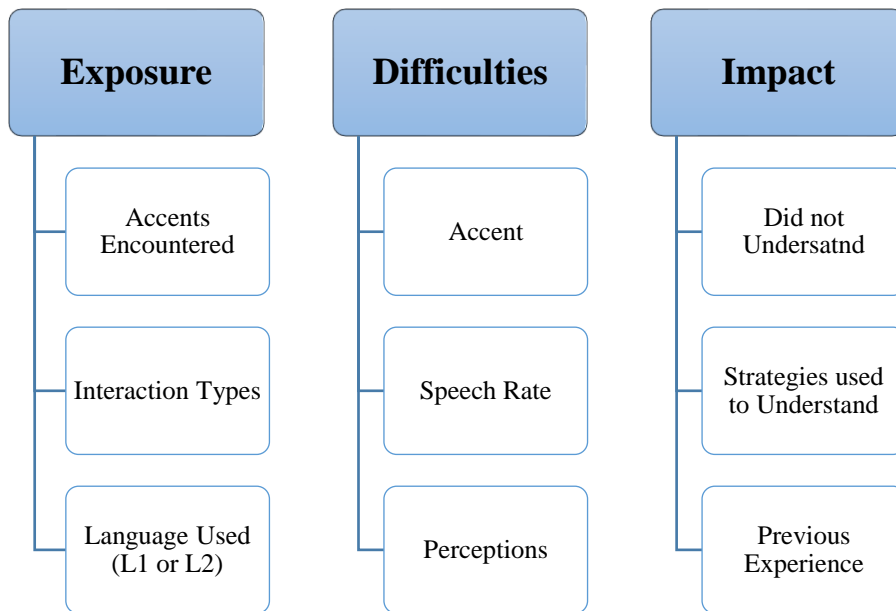 Exposure
Accents
Encountered
Interaction Types
Language Used
(L1 or L2)
Difficulties
Accent
Speech Rate
Perceptions
Impact
Did not
Undersatnd
Strategies used
to Understand
Previous
Experience